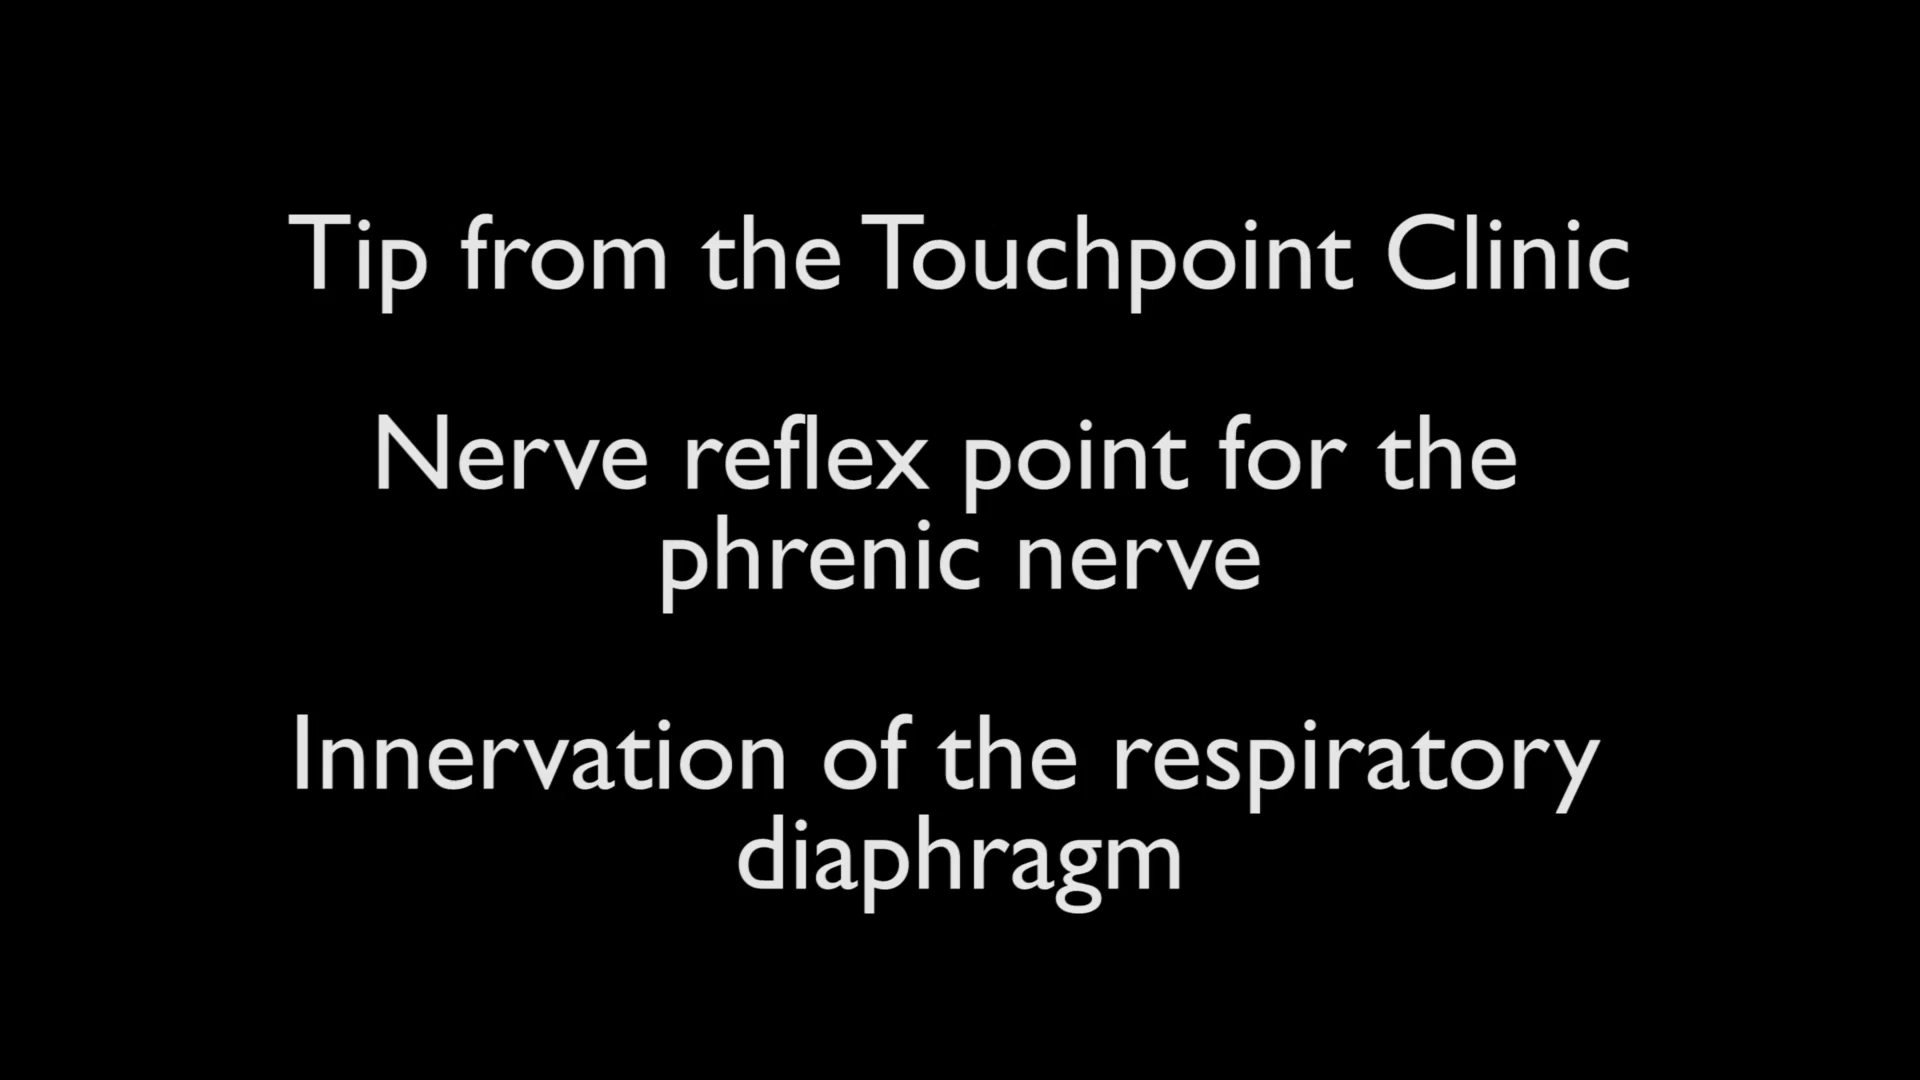 Tip from the Touchpoint Clinic
Nerve reflex point for the
phrenic nerve
Innervation of the respiratory
diaphragm